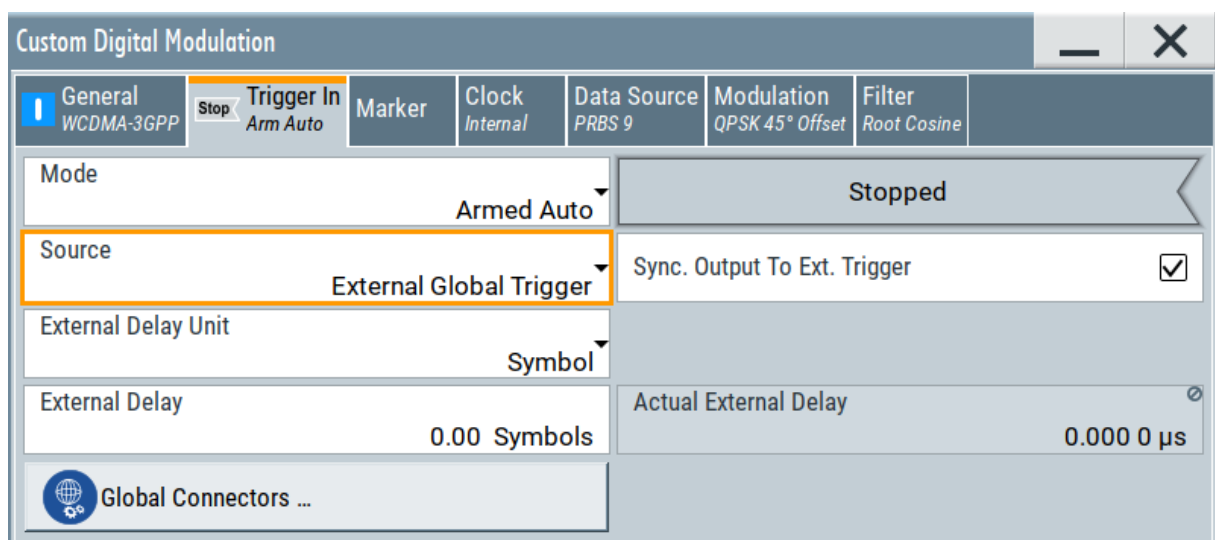 Custom Digital Modulation
General
WCDMA-3GPP
Stop
Trigger In
Arm Auto
Marker
Clock
Internal
Data Source
PRBS 9
Modulation
QPSK 45° Offset
Filter
Root Cosine
Mode
Armed Auto
Stopped
Source
External Global Trigger
Sync. Output To Ext. Trigger
External Delay Unit
Symbol
External Delay
0.00 Symbols
Actual External Delay
0.000 0 µs
Global Connectors ...